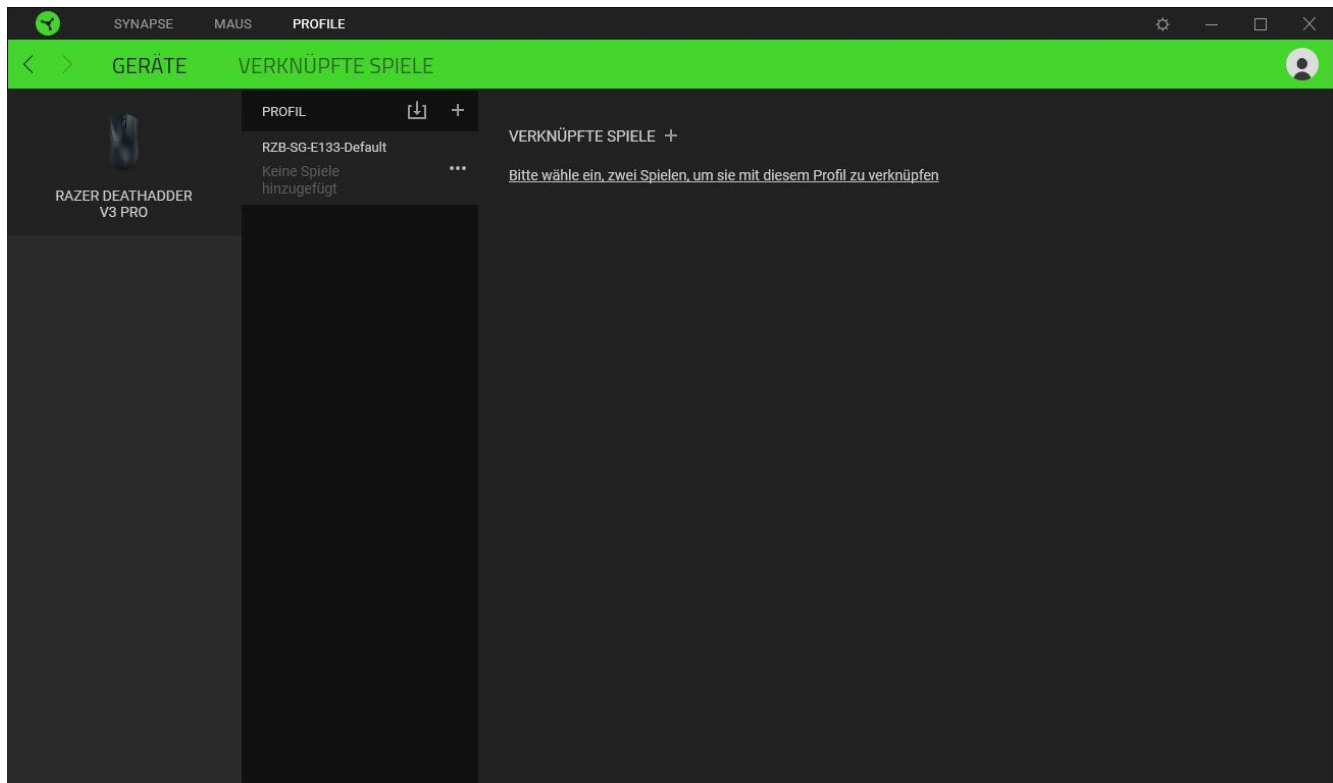 SYNAPSE MAUS PROFILE
GERÄTE VERKNÜPFTE SPIELE
RAZER DEATHADDER
V3 PRO
PROFIL
RZB-SG-E133-Default
Keine Spiele
hinzugefügt
VERKNÜPFTE SPIELE +
Bitte wähle ein, zwei Spielen, um sie mit diesem Profil zu verknüpfen